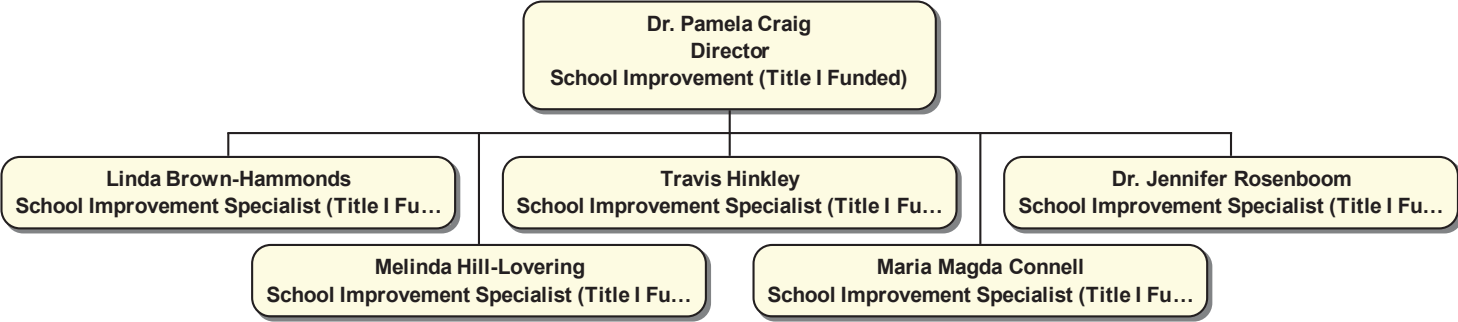 Dr. Pamela Craig
Director
School Improvement (Title I Funded)
Linda Brown-Hammonds
School Improvement Specialist (Title I Fu…
Travis Hinkley
School Improvement Specialist (Title I Fu…
Dr. Jennifer Rosenboom
School Improvement Specialist (Title I Fu…
Melinda Hill-Lovering
School Improvement Specialist (Title I Fu…
Maria Magda Connell
School Improvement Specialist (Title I Fu…